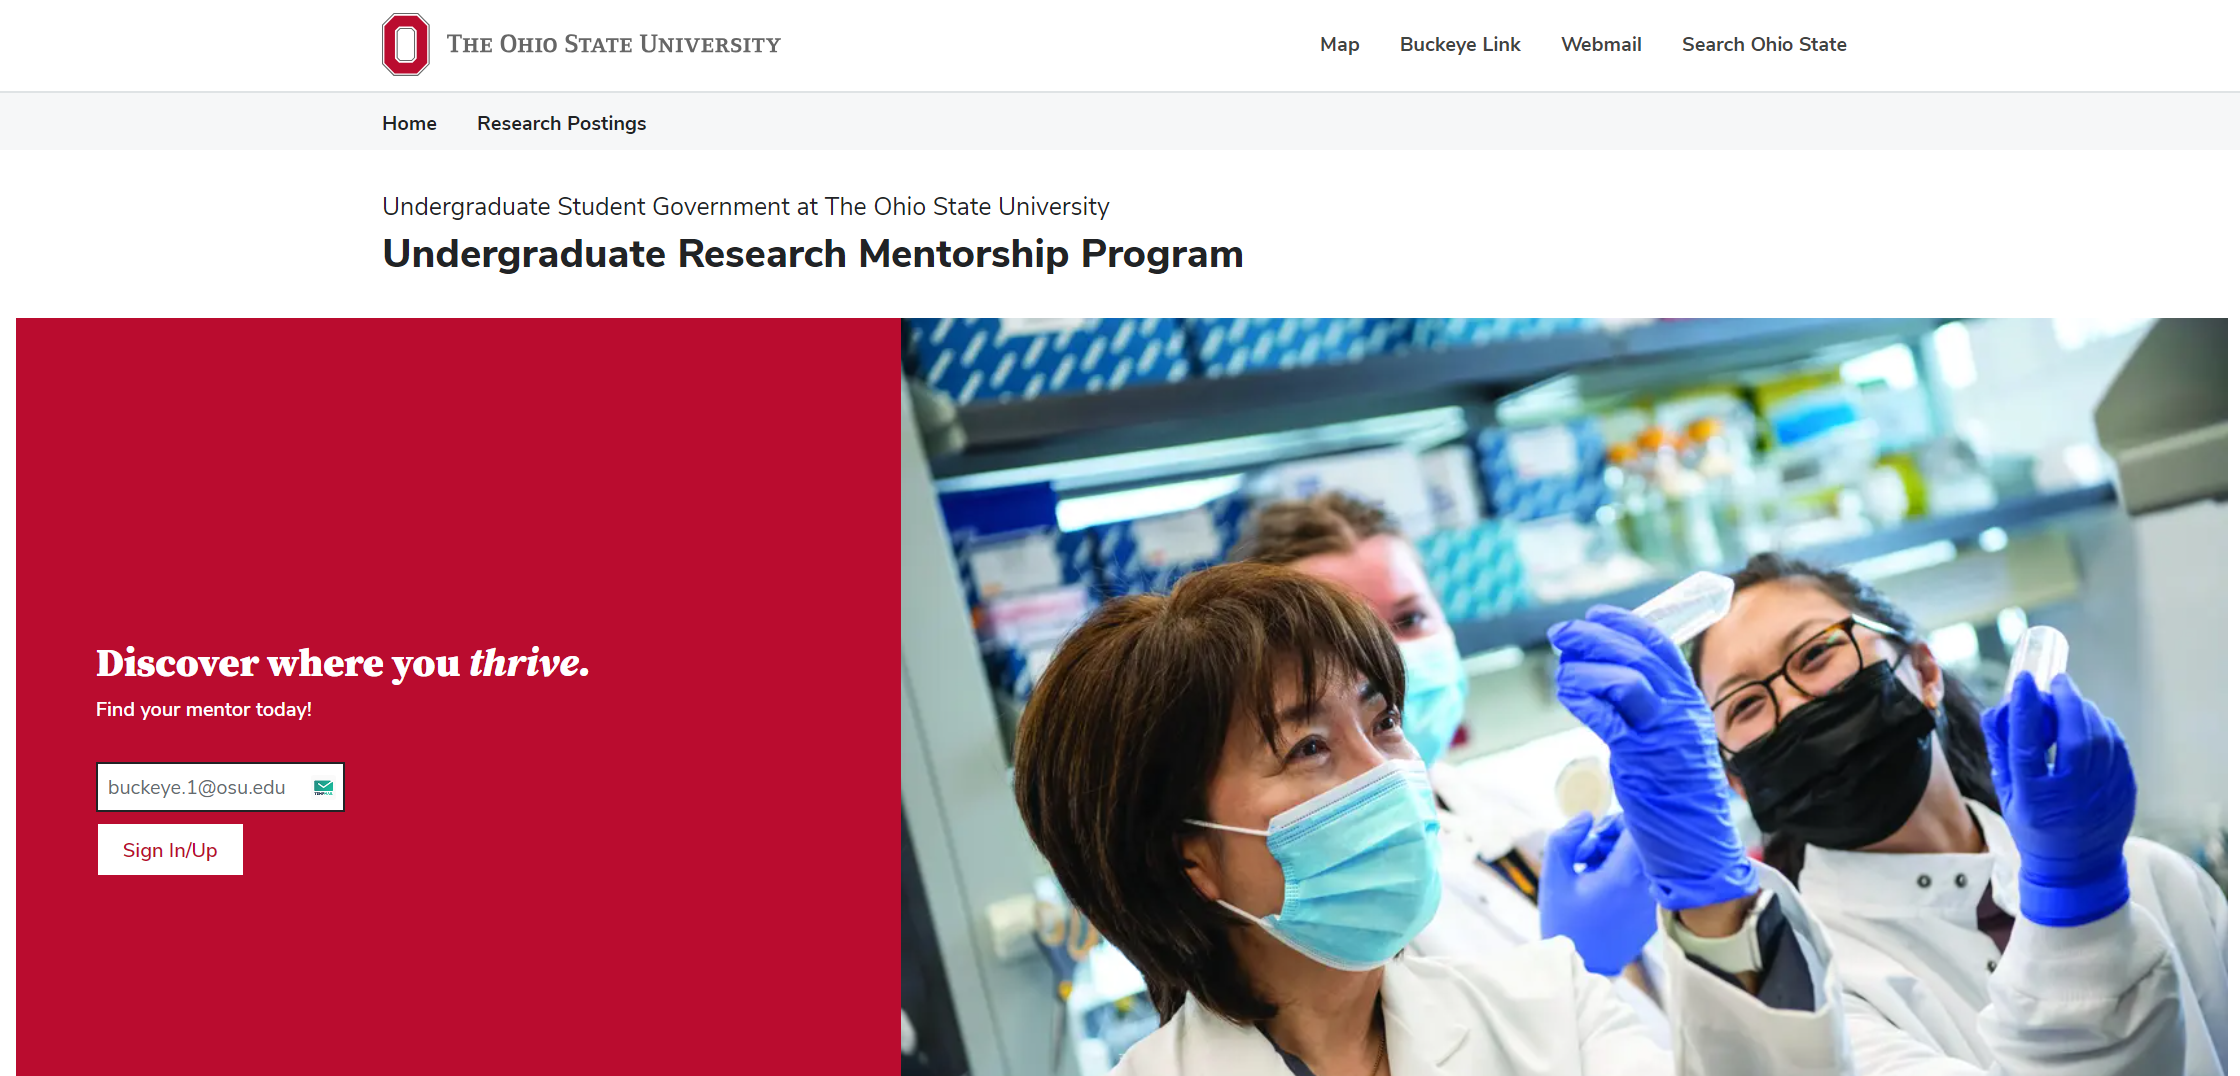 THE OHIO STATE UNIVERSITY
Map Buckeye Link Webmail Search Ohio State
Home Research Postings
Undergraduate Student Government at The Ohio State University
Undergraduate Research Mentorship Program
Discover where you thrive.
Find your mentor today!
buckeye.1@osu.edu
Sign In/Up